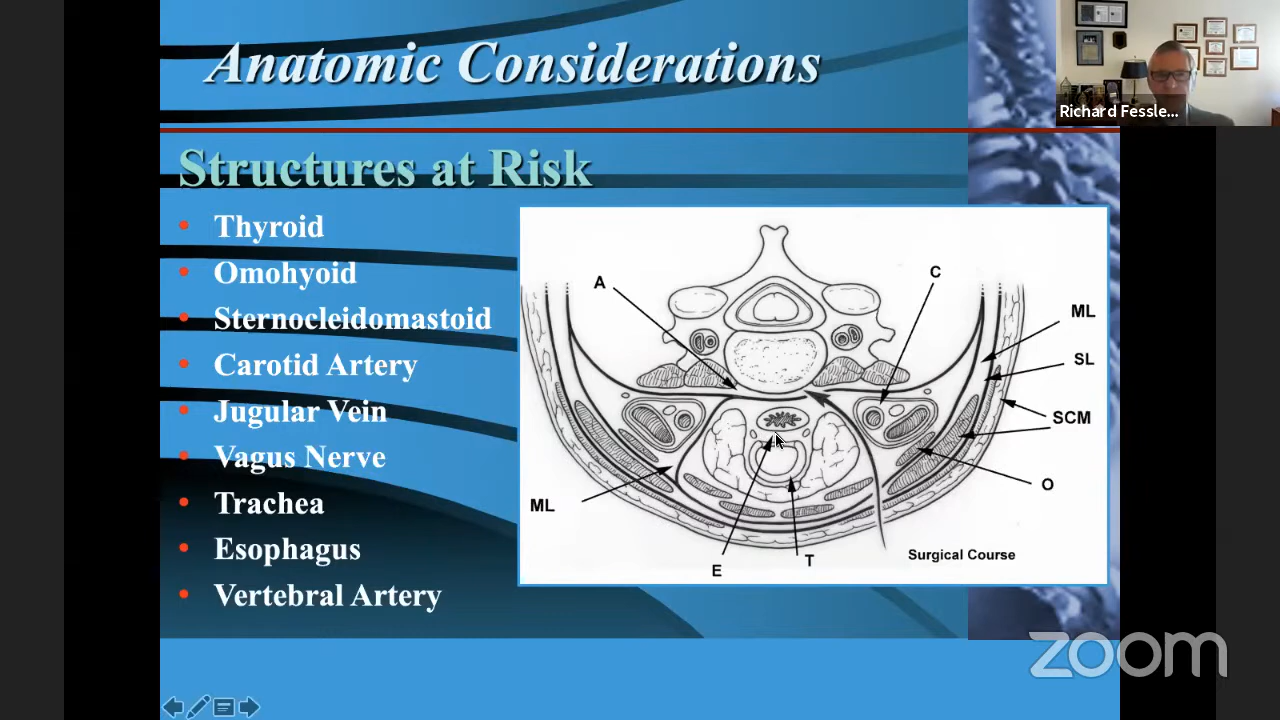 Anatomic Considerations
Richard Fessle...
Structures at Risk
• Thyroid
• Omohyoid
• Sternocleidomastoid
• Carotid Artery
• Jugular Vein
• Vagus Nerve
• Trachea
• Esophagus
• Vertebral Artery
A
C
ML
SL
SCM
O
ML
E
T
Surgical Course
zoom